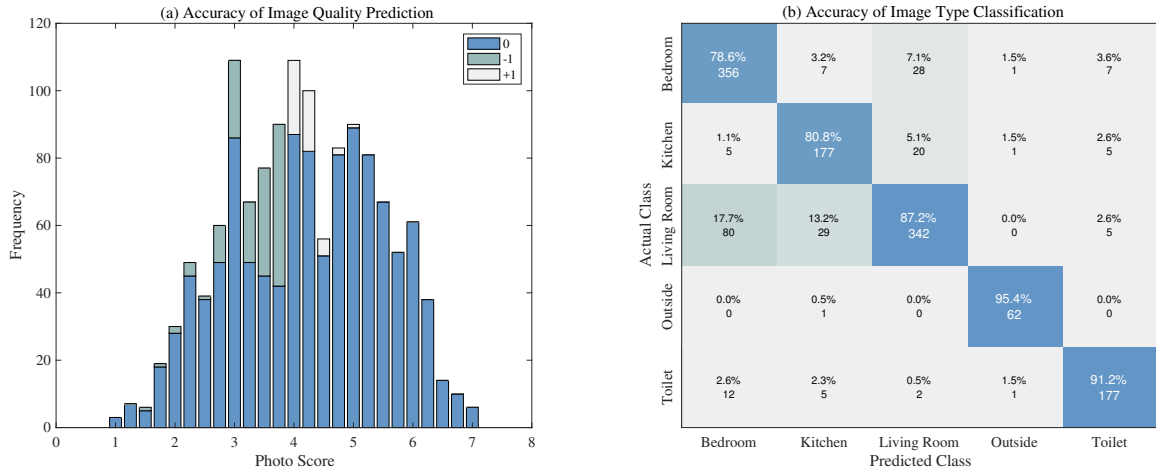 (a) Accuracy of Image Quality Prediction
120
100
80
60
40
20
0
Frequency
0 1 2 3 4 5 6 7 8
Photo Score
0
-1
+1
(b) Accuracy of Image Type Classification
Actual Class
Bedroom
78.6% 3.2% 7.1% 1.5% 3.6%
356 7 28 1 7
Kitchen
1.1% 80.8% 5.1% 1.5% 2.6%
5 177 20 1 5
Living Room
17.7% 13.2% 87.2% 0.0% 2.6%
80 29 342 0 5
Outside
0.0% 0.5% 0.0% 95.4% 0.0%
0 1 0 62 0
Toilet
2.6% 2.3% 0.5% 1.5% 91.2%
12 5 2 1 177
Bedroom Kitchen Living Room Outside Toilet
Predicted Class